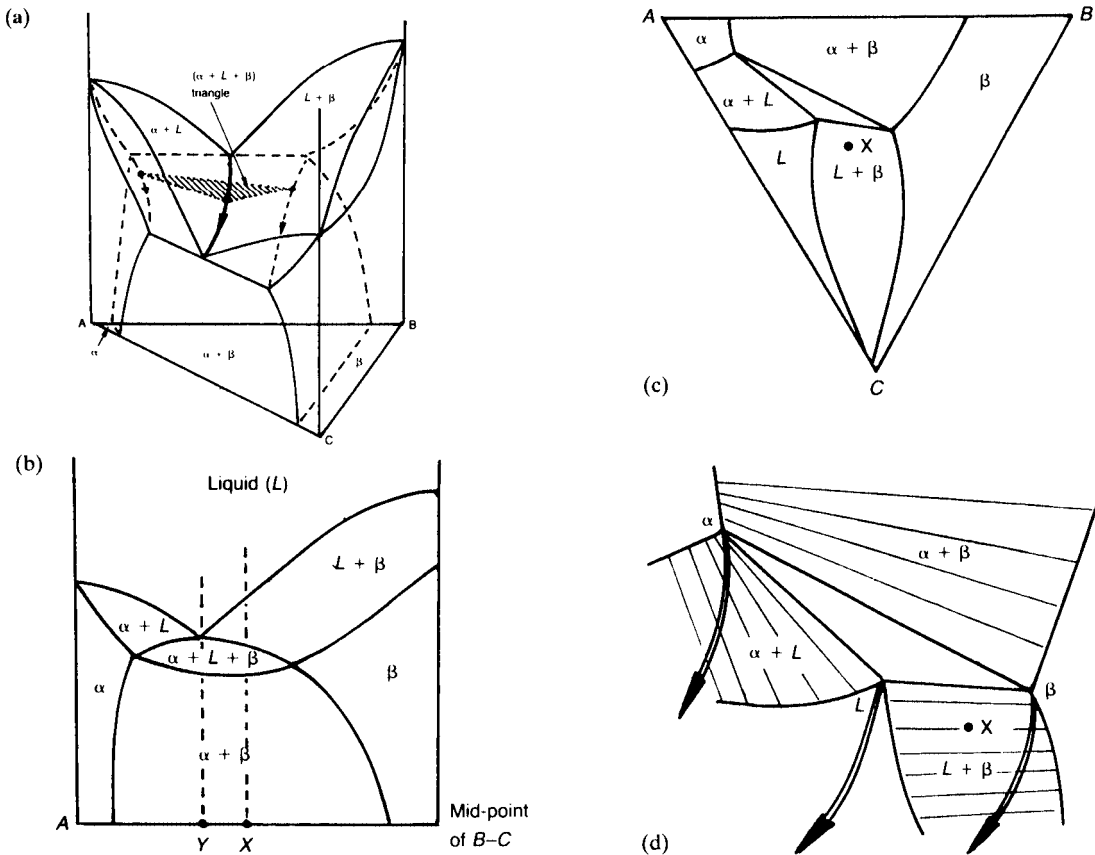 (a)
(α + L + β)
triangle
L + β
α + L
A
B
α
α + β
β
C
(b)
Liquid (L)
L + β
α + L
α + L + β
α
β
α + β
A
Y
X
Mid-point
of B–C
(c)
A
B
α
α + β
β
α + L
L
X
L + β
C
α
α + β
α + L
L
β
X
L + β
(d)